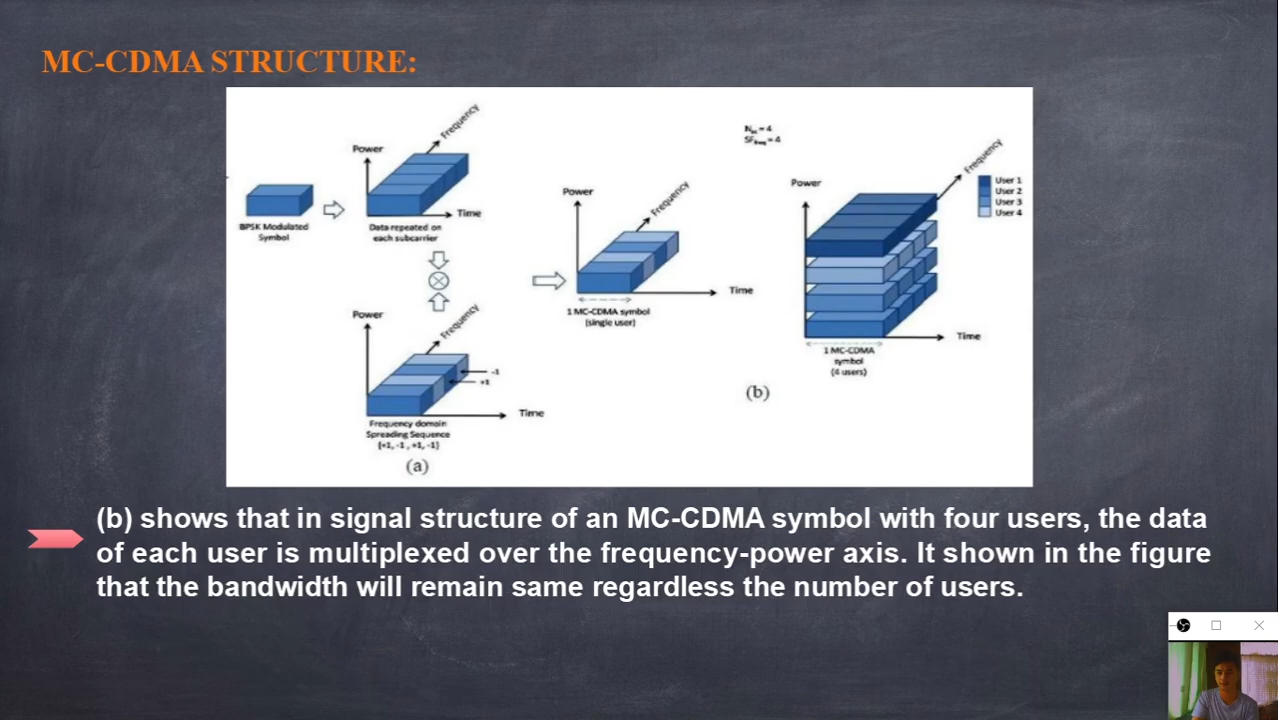 MC-CDMA STRUCTURE:
Frequency
Power
Time
BPSK Modulated
Symbol
Data repeated on
each subcarrier
Frequency
Power
Time
-1
+1
Frequency domain
Spreading Sequence
(+1, -1 , +1, -1)
(a)
Frequency
Power
Time
1 MC-CDMA symbol
(single user)
Nsc = 4
SFfreq = 4
Frequency
Power
User 1
User 2
User 3
User 4
Time
1 MC-CDMA
symbol
(4 users)
(b)
(b) shows that in signal structure of an MC-CDMA symbol with four users, the data
of each user is multiplexed over the frequency-power axis. It shown in the figure
that the bandwidth will remain same regardless the number of users.